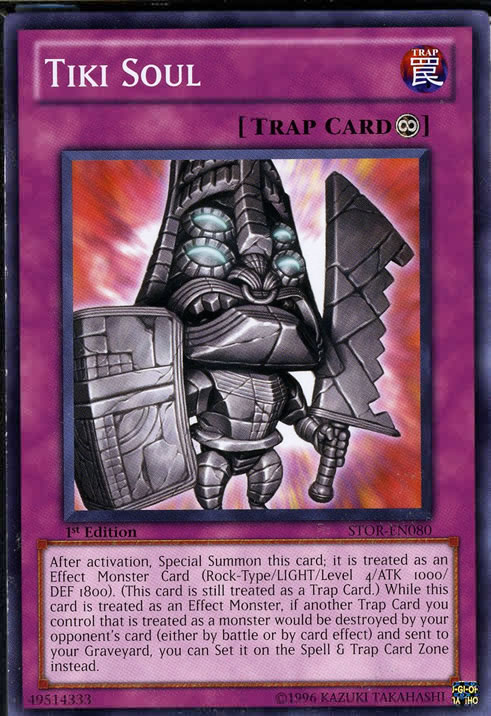 TIKI SOUL
TRAP
罠
[TRAP CARD]
1st Edition
STOR-EN080
After activation, Special Summon this card; it is treated as an
Effect Monster Card (Rock-Type/LIGHT/Level 4/ATK 1000/
DEF 1800). (This card is still treated as a Trap Card.) While this
card is treated as an Effect Monster, if another Trap Card you
control that is treated as a monster would be destroyed by your
opponent's card (either by battle or by card effect) and sent to
your Graveyard, you can Set it on the Spell & Trap Card Zone
instead.
49514333
©1996 KAZUKI TAKAHASHI